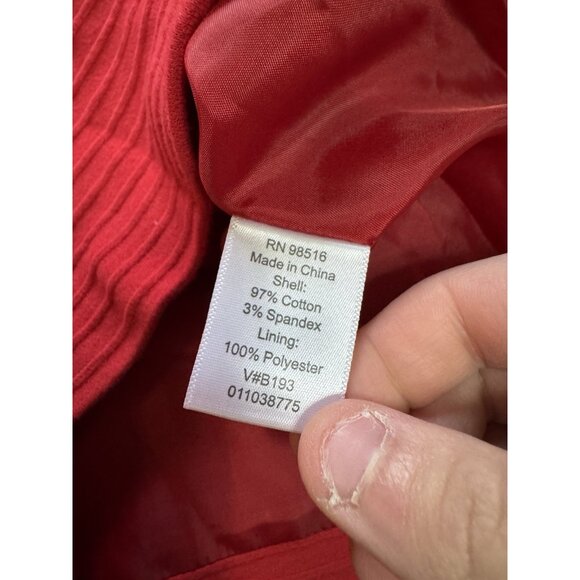 RN 98516
Made in China
Shell:
97% Cotton
3% Spandex
Lining:
100% Polyester
V#B193
011038775